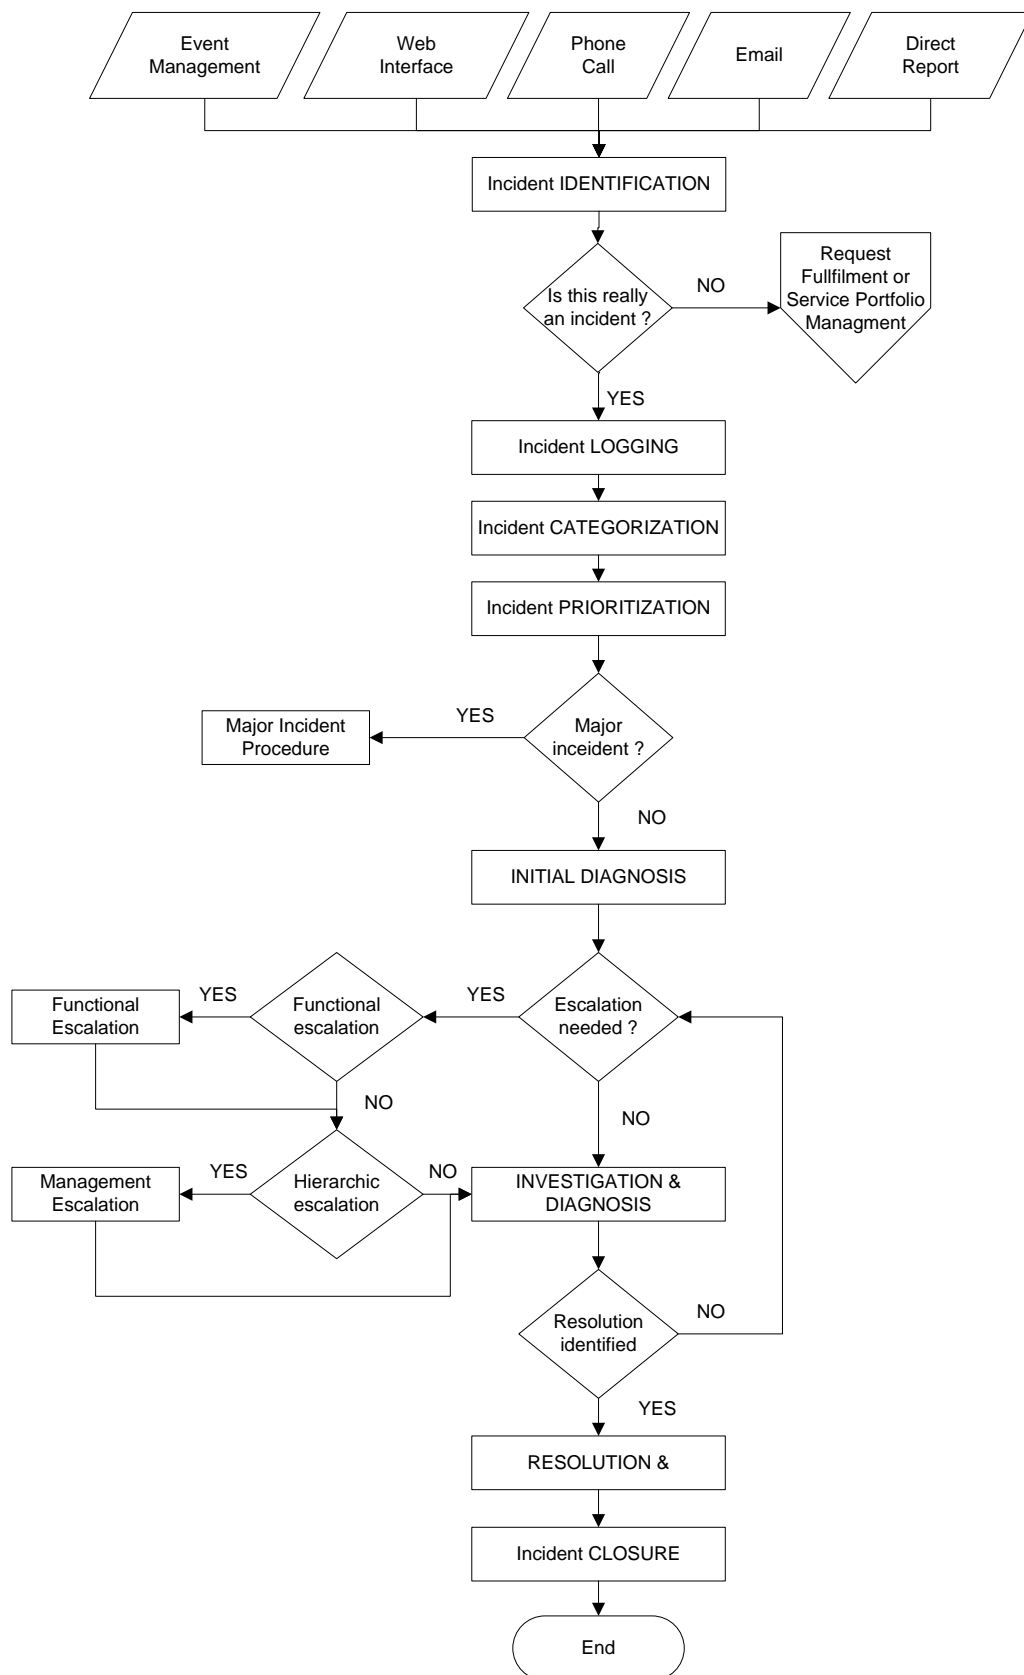 Event
Management
Web
Interface
Phone
Call
Email
Direct
Report
Incident IDENTIFICATION
Is this really
an incident ?
NO
Request
Fullfilment or
Service Portfolio
Managment
YES
Incident LOGGING
Incident CATEGORIZATION
Incident PRIORITIZATION
Major Incident
Procedure
YES
Major
inceident ?
NO
INITIAL DIAGNOSIS
Functional
Escalation
YES
Functional
escalation
YES
Escalation
needed ?
NO
NO
Management
Escalation
YES
Hierarchic
escalation
NO
INVESTIGATION &
DIAGNOSIS
Resolution
identified
NO
YES
RESOLUTION &
Incident CLOSURE
End